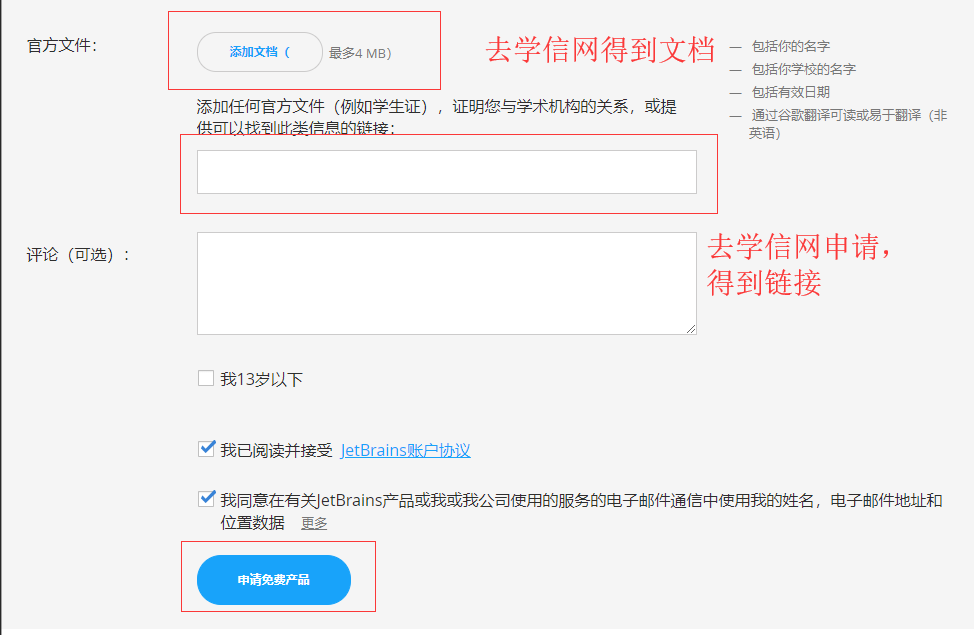 官方文件：
添加文档（ 最多4 MB）
去学信网得到文档
— 包括你的名字
— 包括你学校的名字
— 包括有效日期
— 通过谷歌翻译可读或易于翻译（非
英语）
添加任何官方文件（例如学生证），证明您与学术机构的关系，或提
供可以找到此类信息的链接：
评论（可选）：
去学信网申请，
得到链接
我13岁以下
我已阅读并接受 JetBrains账户协议
我同意在有关JetBrains产品或我或我公司使用的服务的电子邮件通信中使用我的姓名，电子邮件地址和
位置数据 更多
申请免费产品